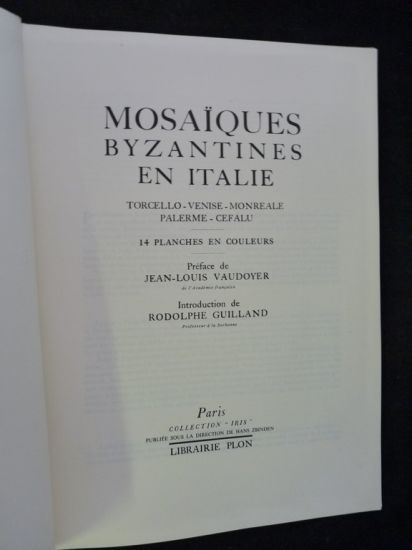 MOSAÏQUES
BYZANTINES
EN ITALIE
TORCELLO - VENISE - MONREALE
PALERME - CEFALU
14 PLANCHES EN COULEURS
Préface de
JEAN-LOUIS VAUDOYER
de l'Académie française
Introduction de
RODOLPHE GUILLAND
Professeur à la Sorbonne
Paris
COLLECTION "IRIS"
PUBLIÉE SOUS LA DIRECTION DE HANS ZBINDEN
LIBRAIRIE PLON